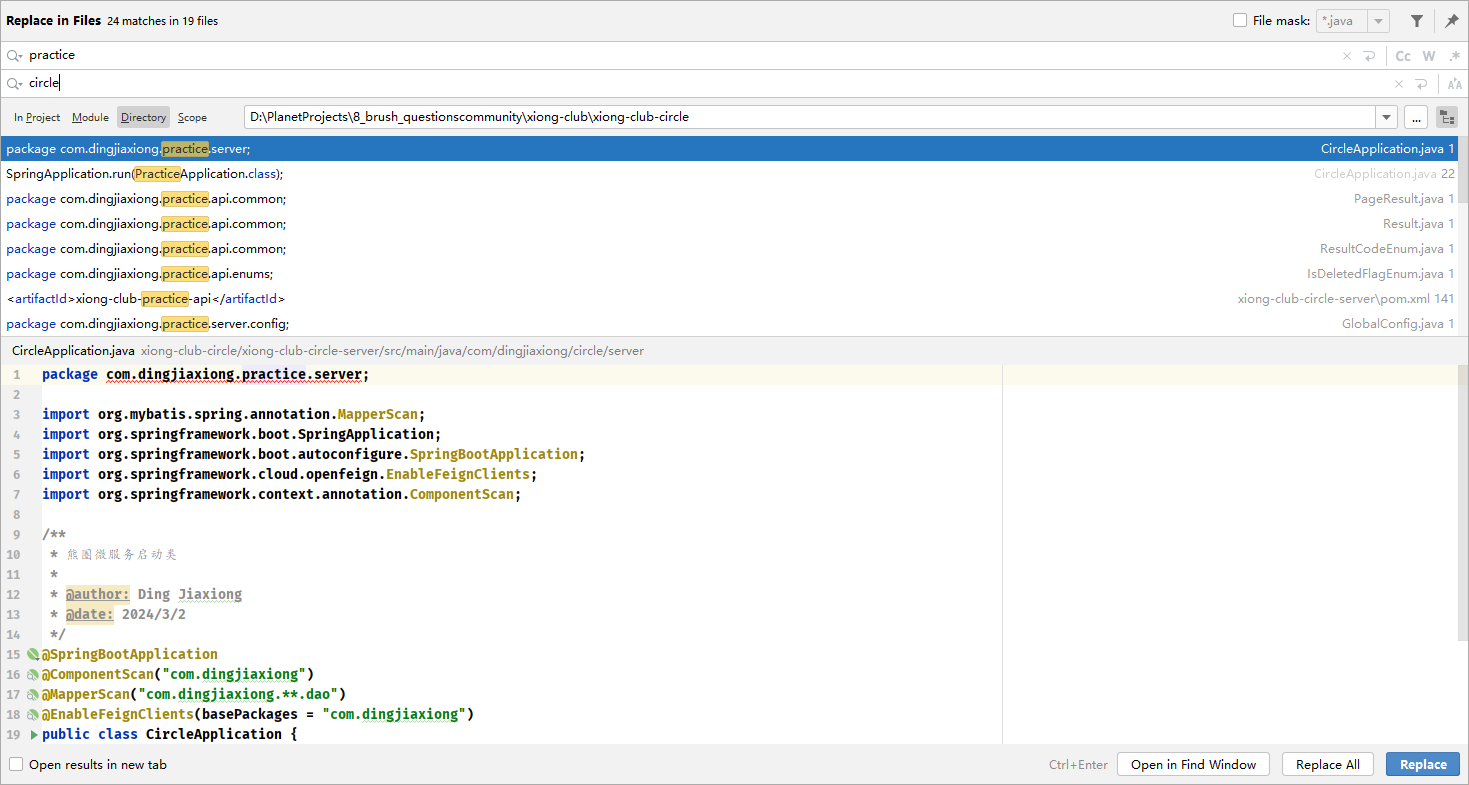 Replace in Files 24 matches in 19 files File mask: *.java
practice Cc W .*
circle
In Project Module Directory Scope D:\PlanetProjects\8_brush_questionscommunity\xiong-club\xiong-club-circle ...
package com.dingjiaxiong.practice.server; CircleApplication.java 1
SpringApplication.run(PracticeApplication.class); CircleApplication.java 22
package com.dingjiaxiong.practice.api.common; PageResult.java 1
package com.dingjiaxiong.practice.api.common; Result.java 1
package com.dingjiaxiong.practice.api.common; ResultCodeEnum.java 1
package com.dingjiaxiong.practice.api.enums; IsDeletedFlagEnum.java 1
<artifactId>xiong-club-practice-api</artifactId> xiong-club-circle-server\pom.xml 141
package com.dingjiaxiong.practice.server.config; GlobalConfig.java 1
CircleApplication.java xiong-club-circle/xiong-club-circle-server/src/main/java/com/dingjiaxiong/circle/server
1 package com.dingjiaxiong.practice.server;
2
3 import org.mybatis.spring.annotation.MapperScan;
4 import org.springframework.boot.SpringApplication;
5 import org.springframework.boot.autoconfigure.SpringBootApplication;
6 import org.springframework.cloud.openfeign.EnableFeignClients;
7 import org.springframework.context.annotation.ComponentScan;
8
9 /**
10 * 熊圈微服务启动类
11 *
12 * @author: Ding Jiaxiong
13 * @date: 2024/3/2
14 */
15 @SpringBootApplication
16 @ComponentScan("com.dingjiaxiong")
17 @MapperScan("com.dingjiaxiong.**.dao")
18 @EnableFeignClients(basePackages = "com.dingjiaxiong")
19 public class CircleApplication {
Open results in new tab Ctrl+Enter Open in Find Window Replace All Replace